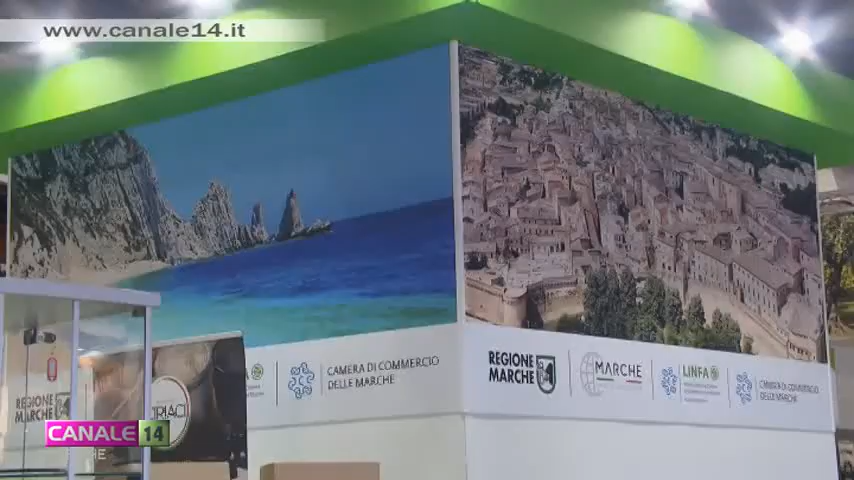 www.canale14.it
CAMERA DI COMMERCIO
DELLE MARCHE
REGIONE
MARCHE
MARCHE
LINFA
CAMERA DI COMMERCIO
DELLE MARCHE
REGIONE
MARCHE
CANALE 14